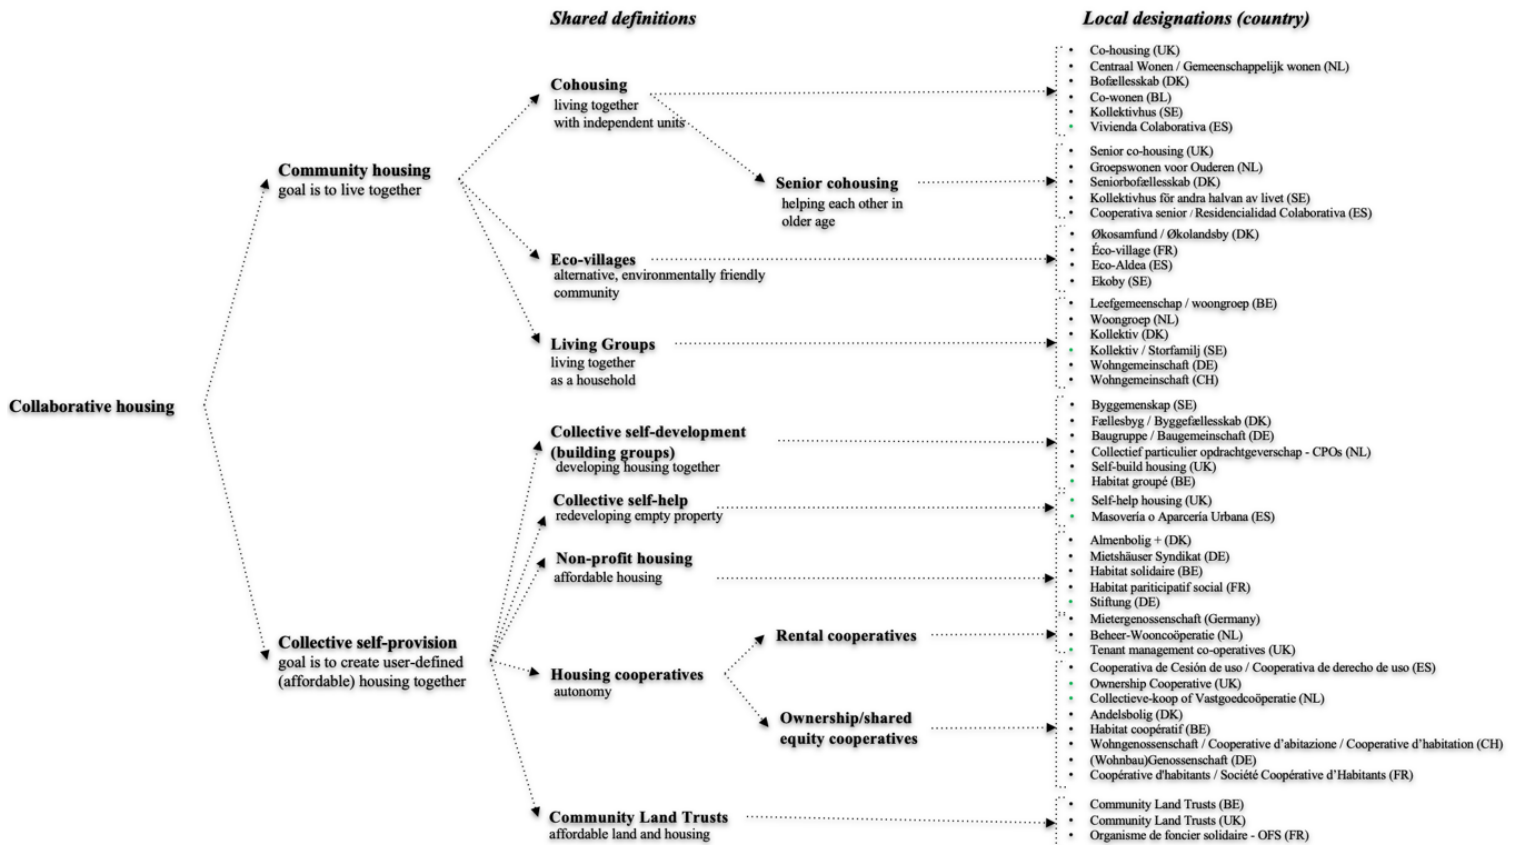 Shared definitions
Local designations (country)
Collaborative housing
Community housing
goal is to live together
Cohousing
living together
with independent units
• Co-housing (UK)
• Centraal Wonen / Gemeenschappelijk wonen (NL)
• Bofællesskab (DK)
• Co-wonen (BL)
• Kollektivhus (SE)
• Vivienda Colaborativa (ES)
Senior cohousing
helping each other in
older age
• Senior co-housing (UK)
• Groepswonen voor Ouderen (NL)
• Seniorbofællesskab (DK)
• Kollektivhus för andra halvan av livet (SE)
• Cooperativa senior / Residencialidad Colaborativa (ES)
Eco-villages
alternative, environmentally friendly
community
• Økosamfund / Økolandsby (DK)
• Éco-village (FR)
• Eco-Aldea (ES)
• Ekoby (SE)
Living Groups
living together
as a household
• Leefgemeenschap / woongroep (BE)
• Woongroep (NL)
• Kollektiv (DK)
• Kollektiv / Storfamilj (SE)
• Wohngemeinschaft (DE)
• Wohngemeinschaft (CH)
Collective self-provision
goal is to create user-defined
(affordable) housing together
Collective self-development
(building groups)
developing housing together
• Byggemenskap (SE)
• Fællesbyg / Byggefællesskab (DK)
• Baugruppe / Baugemeinschaft (DE)
• Collectief particulier opdrachtgeverschap - CPOs (NL)
• Self-build housing (UK)
• Habitat groupé (BE)
Collective self-help
redeveloping empty property
• Self-help housing (UK)
• Masovería o Aparcería Urbana (ES)
Non-profit housing
affordable housing
• Almenbolig + (DK)
• Mietshäuser Syndikat (DE)
• Habitat solidaire (BE)
• Habitat pariticipatif social (FR)
• Stiftung (DE)
Housing cooperatives
autonomy
Rental cooperatives
• Mietergenossenschaft (Germany)
• Beheer-Wooncoöperatie (NL)
• Tenant management co-operatives (UK)
Ownership/shared
equity cooperatives
• Cooperativa de Cesión de uso / Cooperativa de derecho de uso (ES)
• Ownership Cooperative (UK)
• Collectieve-koop of Vastgoedcoöperatie (NL)
• Andelsbolig (DK)
• Habitat coopératif (BE)
• Wohngenossenschaft / Cooperative d’abitazione / Cooperative d’habitation (CH)
• (Wohnbau)Genossenschaft (DE)
• Coopérative d'habitants / Société Coopérative d’Habitants (FR)
Community Land Trusts
affordable land and housing
• Community Land Trusts (BE)
• Community Land Trusts (UK)
• Organisme de foncier solidaire - OFS (FR)